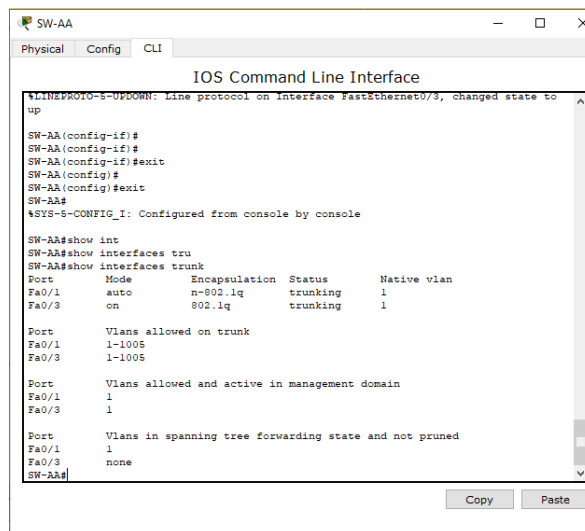 SW-AA
Physical Config CLI
IOS Command Line Interface
%LINEPROTO-5-UPDOWN: Line protocol on Interface FastEthernet0/3, changed state to
up
SW-AA(config-if)#
SW-AA(config-if)#
SW-AA(config-if)#exit
SW-AA(config)#
SW-AA(config)#exit
SW-AA#
%SYS-5-CONFIG_I: Configured from console by console
SW-AA#show int
SW-AA#show interfaces tru
SW-AA#show interfaces trunk
Port Mode Encapsulation Status Native vlan
Fa0/1 auto n-802.1q trunking 1
Fa0/3 on 802.1q trunking 1
Port Vlans allowed on trunk
Fa0/1 1-1005
Fa0/3 1-1005
Port Vlans allowed and active in management domain
Fa0/1 1
Fa0/3 1
Port Vlans in spanning tree forwarding state and not pruned
Fa0/1 1
Fa0/3 none
SW-AA#
Copy Paste